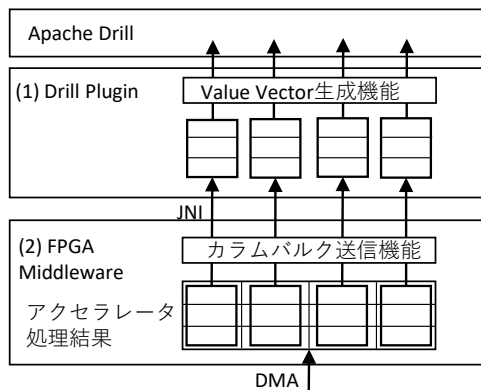 Apache Drill
(1) Drill Plugin
Value Vector生成機能
JNI
(2) FPGA
Middleware
カラムバルク送信機能
アクセラレータ
処理結果
DMA